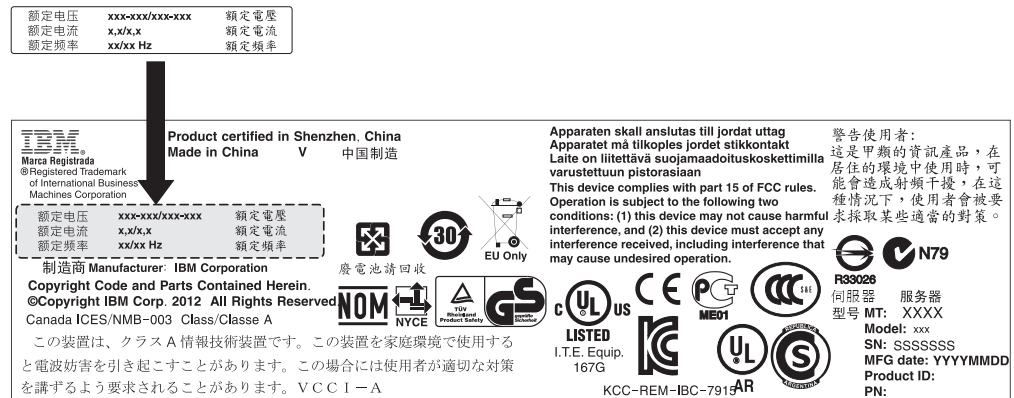 额定电压 xxx-xxx/xxx-xxx 額定電壓
额定电流 x,x/x,x 額定電流
额定频率 xx/xx Hz 額定頻率
IBM®
Marca Registrada
® Registered Trademark
of International Business
Machines Corporation
Product certified in Shenzhen, China
Made in China V 中国制造
额定电压 xxx-xxx/xxx-xxx 額定電壓
额定电流 x,x/x,x 額定電流
额定频率 xx/xx Hz 額定頻率
制造商 Manufacturer: IBM Corporation
Copyright Code and Parts Contained Herein.
©Copyright IBM Corp. 2012 All Rights Reserved
Canada ICES/NMB-003 Class/Classe A
この装置は、クラスA情報技術装置です。この装置を家庭環境で使用する
と電波妨害を引き起こすことがあります。この場合には使用者が適切な対策
を講ずるよう要求されることがあります。VCCI－A
廢電池請回收
30
EU Only
NOM
NYCE
TÜV
Rheinland
Product Safety
geprüfte
Sicherheit
GS
Apparaten skall anslutas till jordat uttag
Apparatet må tilkoples jordet stikkontakt
Laite on liitettävä suojamaadoituskoskettimilla
varustettuun pistorasiaan
This device complies with part 15 of FCC rules.
Operation is subject to the following two
conditions: (1) this device may not cause harmful
interference, and (2) this device must accept any
interference received, including interference that
may cause undesired operation.
C UL US
LISTED
I.T.E. Equip.
167G
CE
KCC-REM-IBC-7915
PCT
ME01
CCC S&E
UL
AR
REPUBLICA
S
ARGENTINA
警告使用者:
這是甲類的資訊產品，在
居住的環境中使用時，可
能會造成射頻干擾，在這
種情況下，使用者會被要
求採取某些適當的對策。
R33026
N79
伺服器 服务器
型号 MT: XXXX
Model: xxx
SN: SSSSSSS
MFG date: YYYYMMDD
Product ID:
PN: